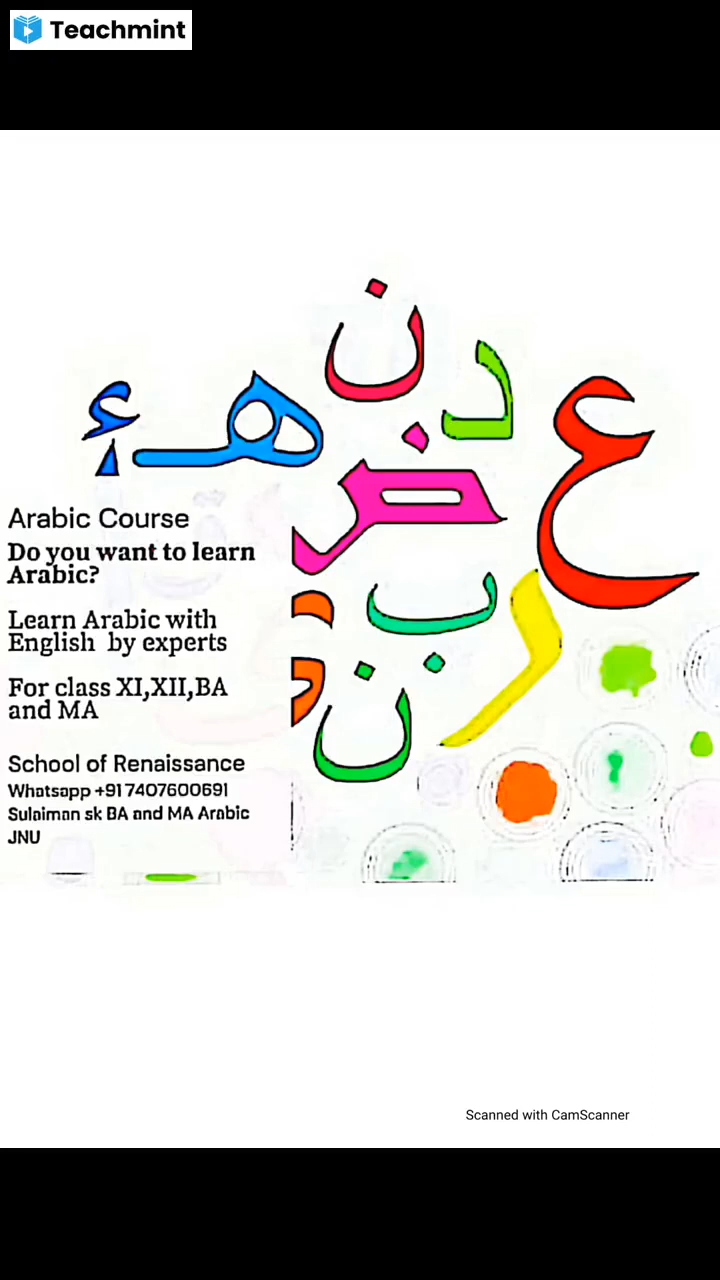 Teachmint
ن
د
ع
هـ
ض
ب
ر
ن
Arabic Course
Do you want to learn
Arabic?
Learn Arabic with
English by experts
For class XI,XII,BA
and MA
School of Renaissance
Whatsapp +917407600691
Sulaiman sk BA and MA Arabic
JNU
Scanned with CamScanner